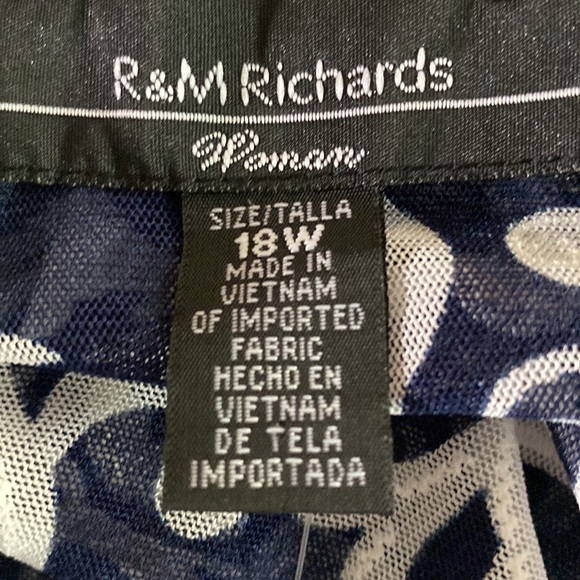 R&M Richards
Woman
SIZE/TALLA
18W
MADE IN
VIETNAM
OF IMPORTED
FABRIC
HECHO EN
VIETNAM
DE TELA
IMPORTADA